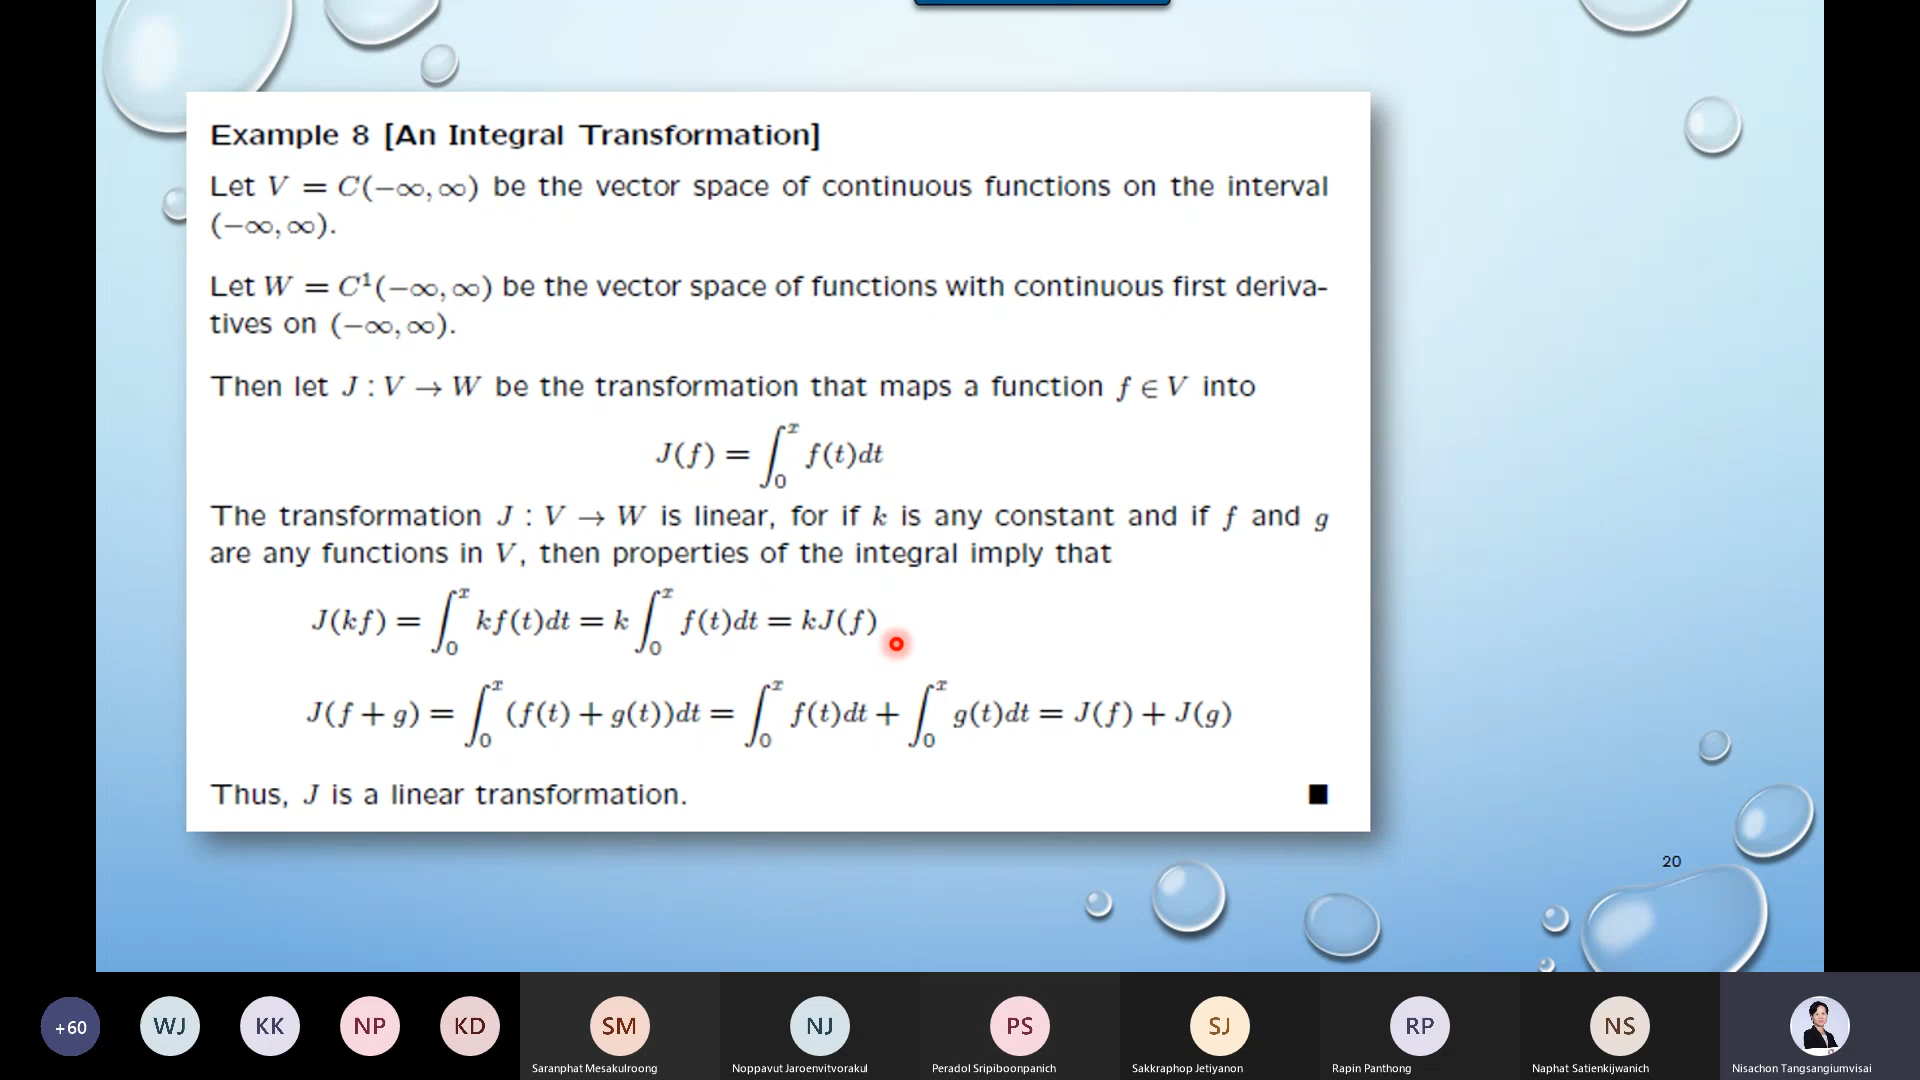 Example 8 [An Integral Transformation]
Let V = C(−∞, ∞) be the vector space of continuous functions on the interval
(−∞, ∞).
Let W = C¹(−∞, ∞) be the vector space of functions with continuous first deriva-
tives on (−∞, ∞).
Then let J : V → W be the transformation that maps a function f ∈ V into
J(f) = ∫₀ˣ f(t)dt
The transformation J : V → W is linear, for if k is any constant and if f and g
are any functions in V, then properties of the integral imply that
J(kf) = ∫₀ˣ kf(t)dt = k ∫₀ˣ f(t)dt = kJ(f)
J(f + g) = ∫₀ˣ (f(t) + g(t))dt = ∫₀ˣ f(t)dt + ∫₀ˣ g(t)dt = J(f) + J(g)
Thus, J is a linear transformation. ■
20
+60 WJ KK NP KD SM NJ PS SJ RP NS
Saranphat Mesakulroong Noppavut Jaroenvitvorakul Peradol Sripiboonpanich Sakkraphop Jetiyanon Rapin Panthong Naphat Satienkijwanich Nisachon Tangsangiumvisai